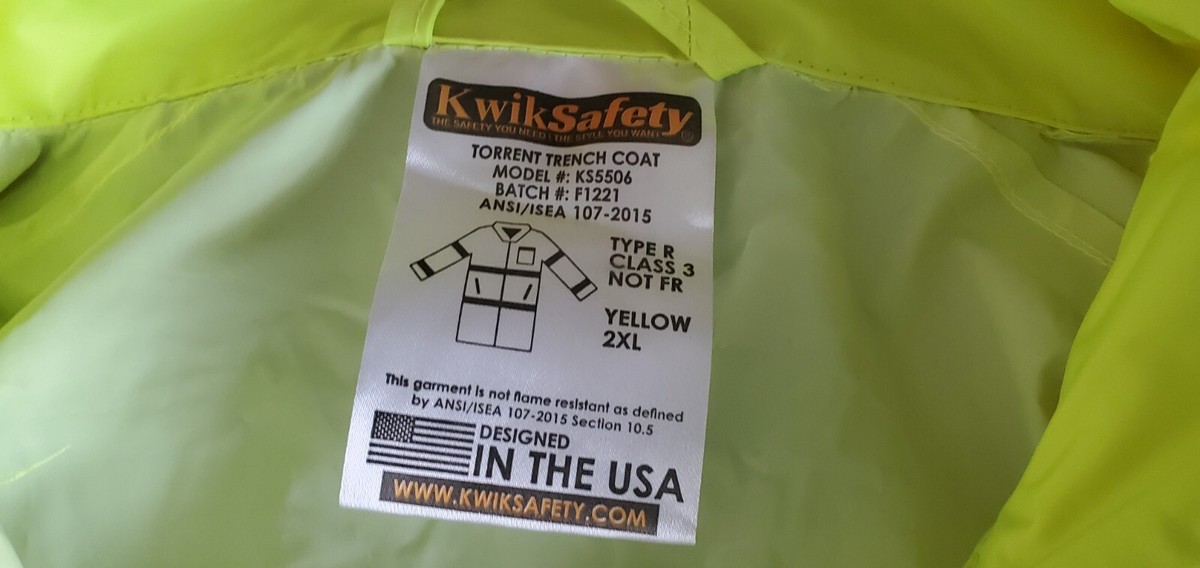 KwikSafety
THE SAFETY YOU NEED | THE STYLE YOU WANT
TORRENT TRENCH COAT
MODEL #: KS5506
BATCH #: F1221
ANSI/ISEA 107-2015
TYPE R
CLASS 3
NOT FR
YELLOW
2XL
This garment is not flame resistant as defined
by ANSI/ISEA 107-2015 Section 10.5
DESIGNED
IN THE USA
WWW.KWIKSAFETY.COM